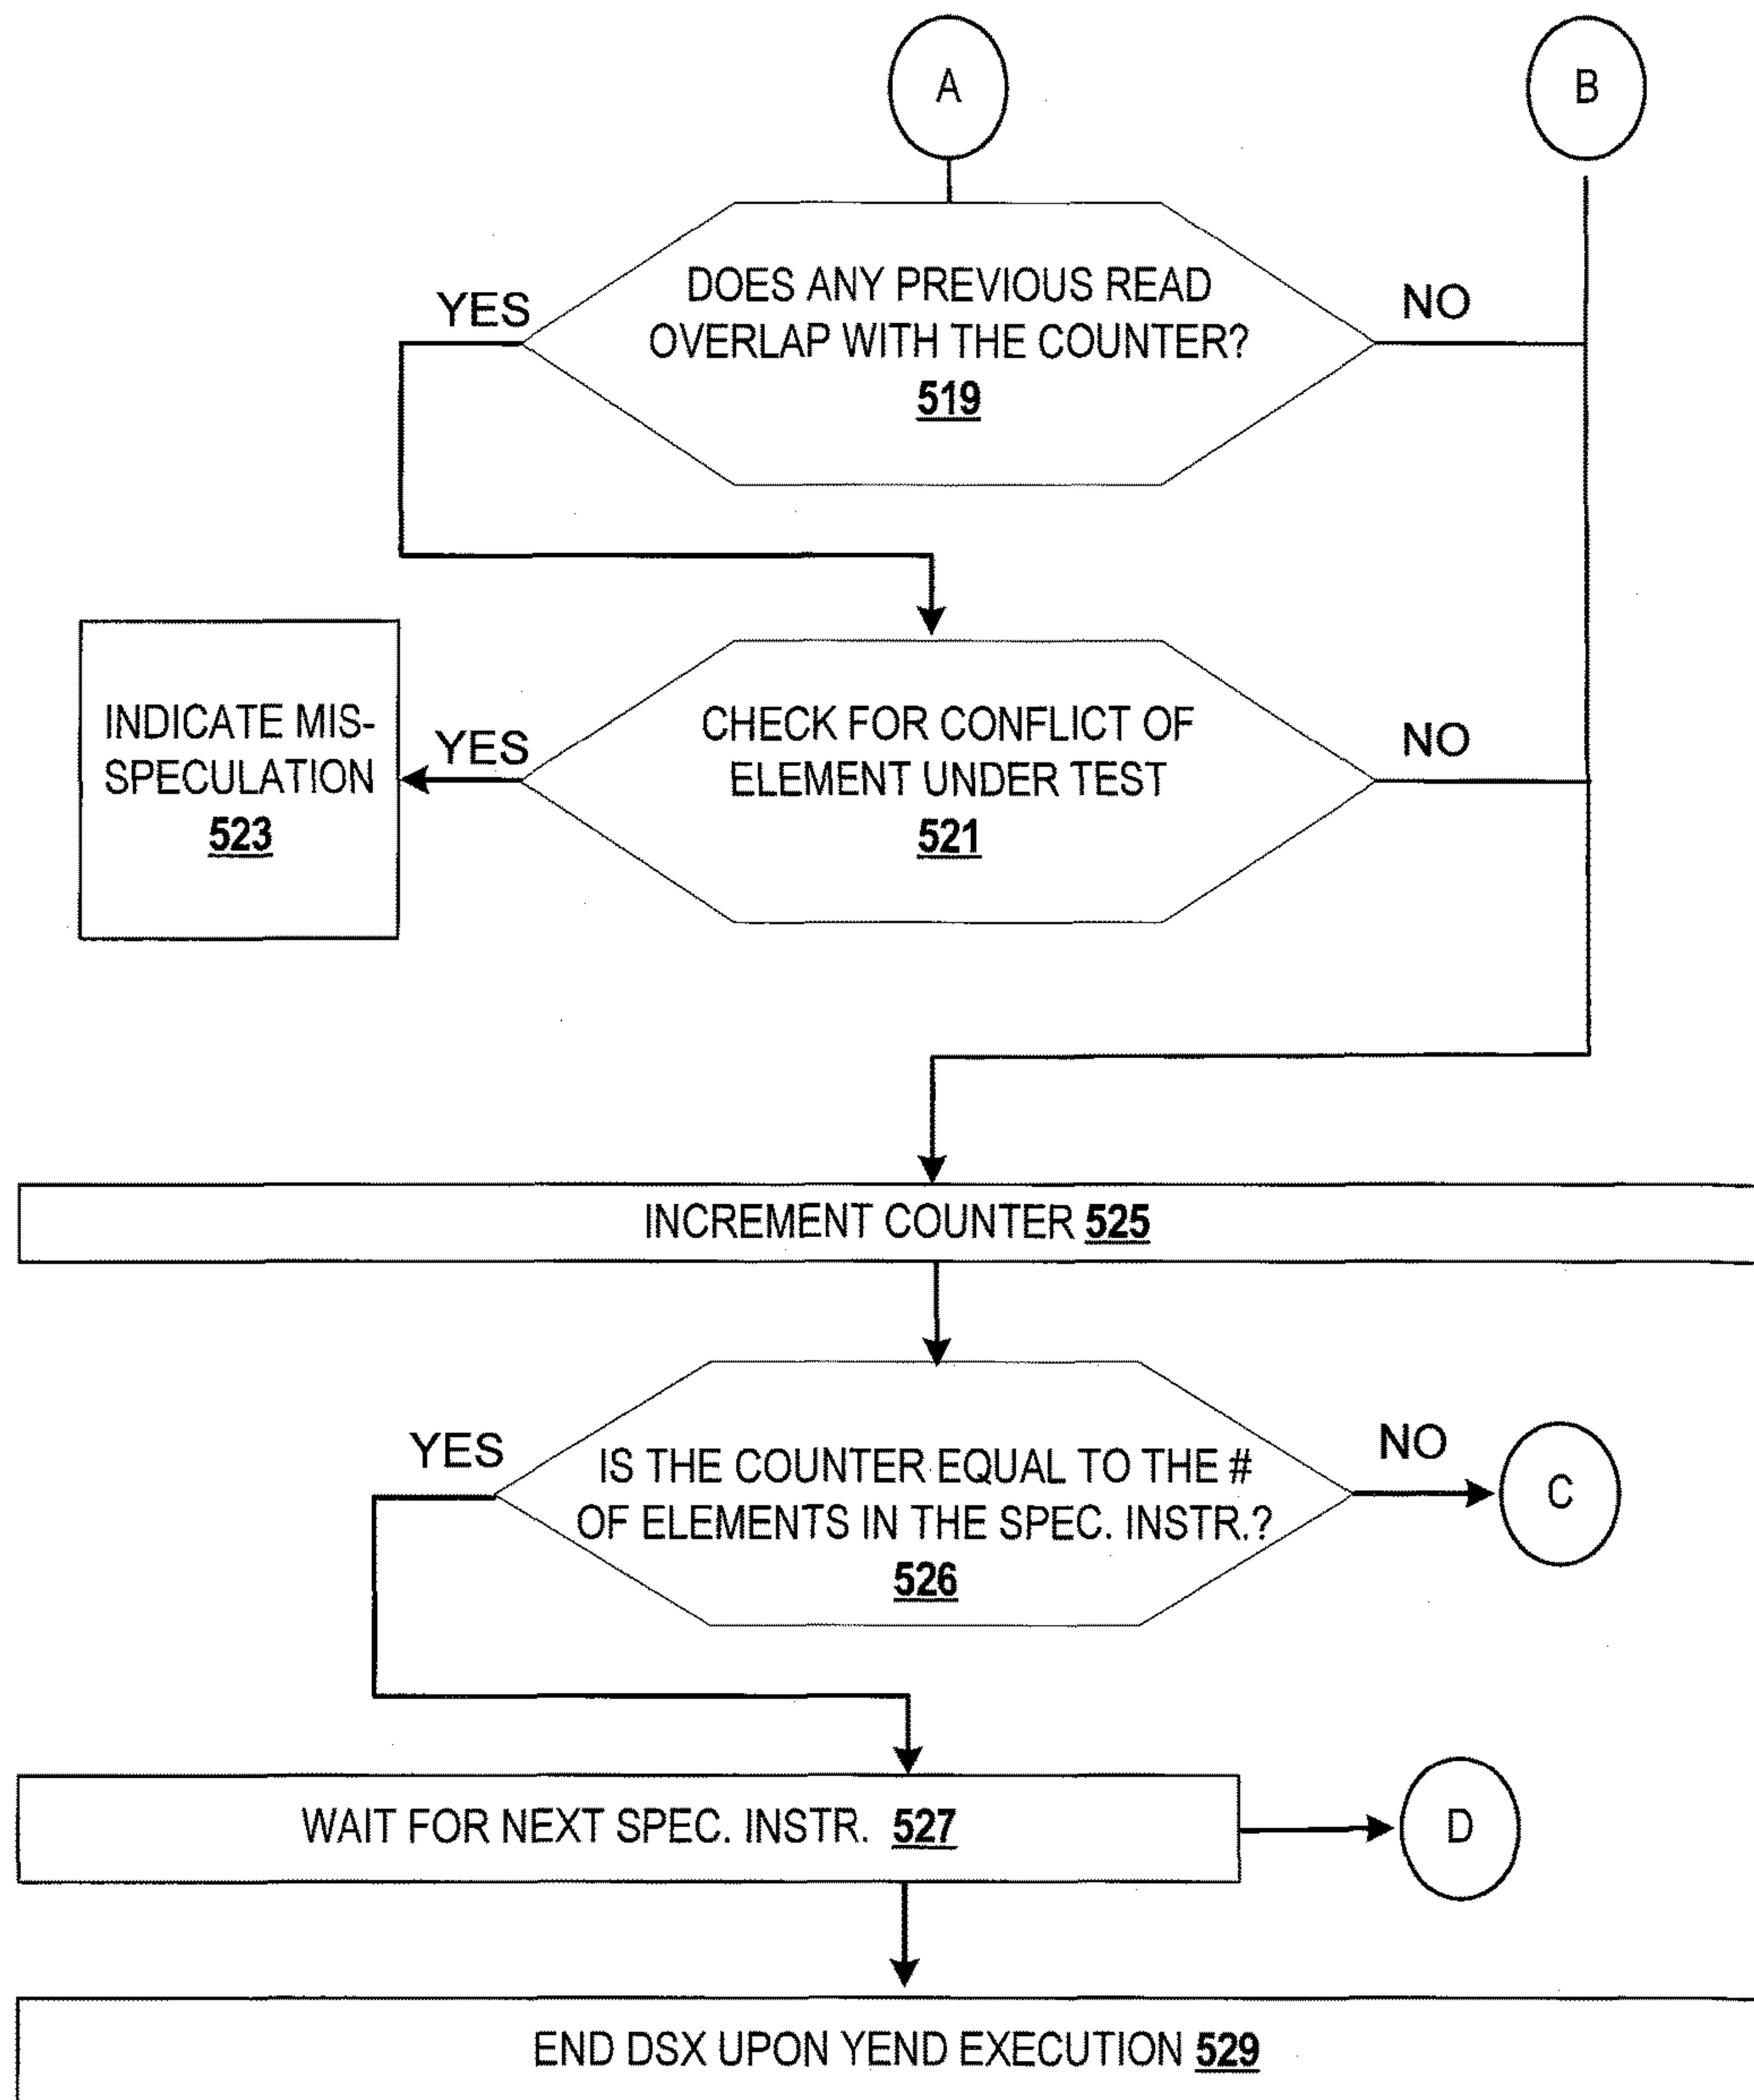 A
B
DOES ANY PREVIOUS READ
OVERLAP WITH THE COUNTER?
519
YES
NO
CHECK FOR CONFLICT OF
ELEMENT UNDER TEST
521
YES
NO
INDICATE MIS-
SPECULATION
523
INCREMENT COUNTER 525
IS THE COUNTER EQUAL TO THE #
OF ELEMENTS IN THE SPEC. INSTR.?
526
YES
NO
C
WAIT FOR NEXT SPEC. INSTR. 527
D
END DSX UPON YEND EXECUTION 529